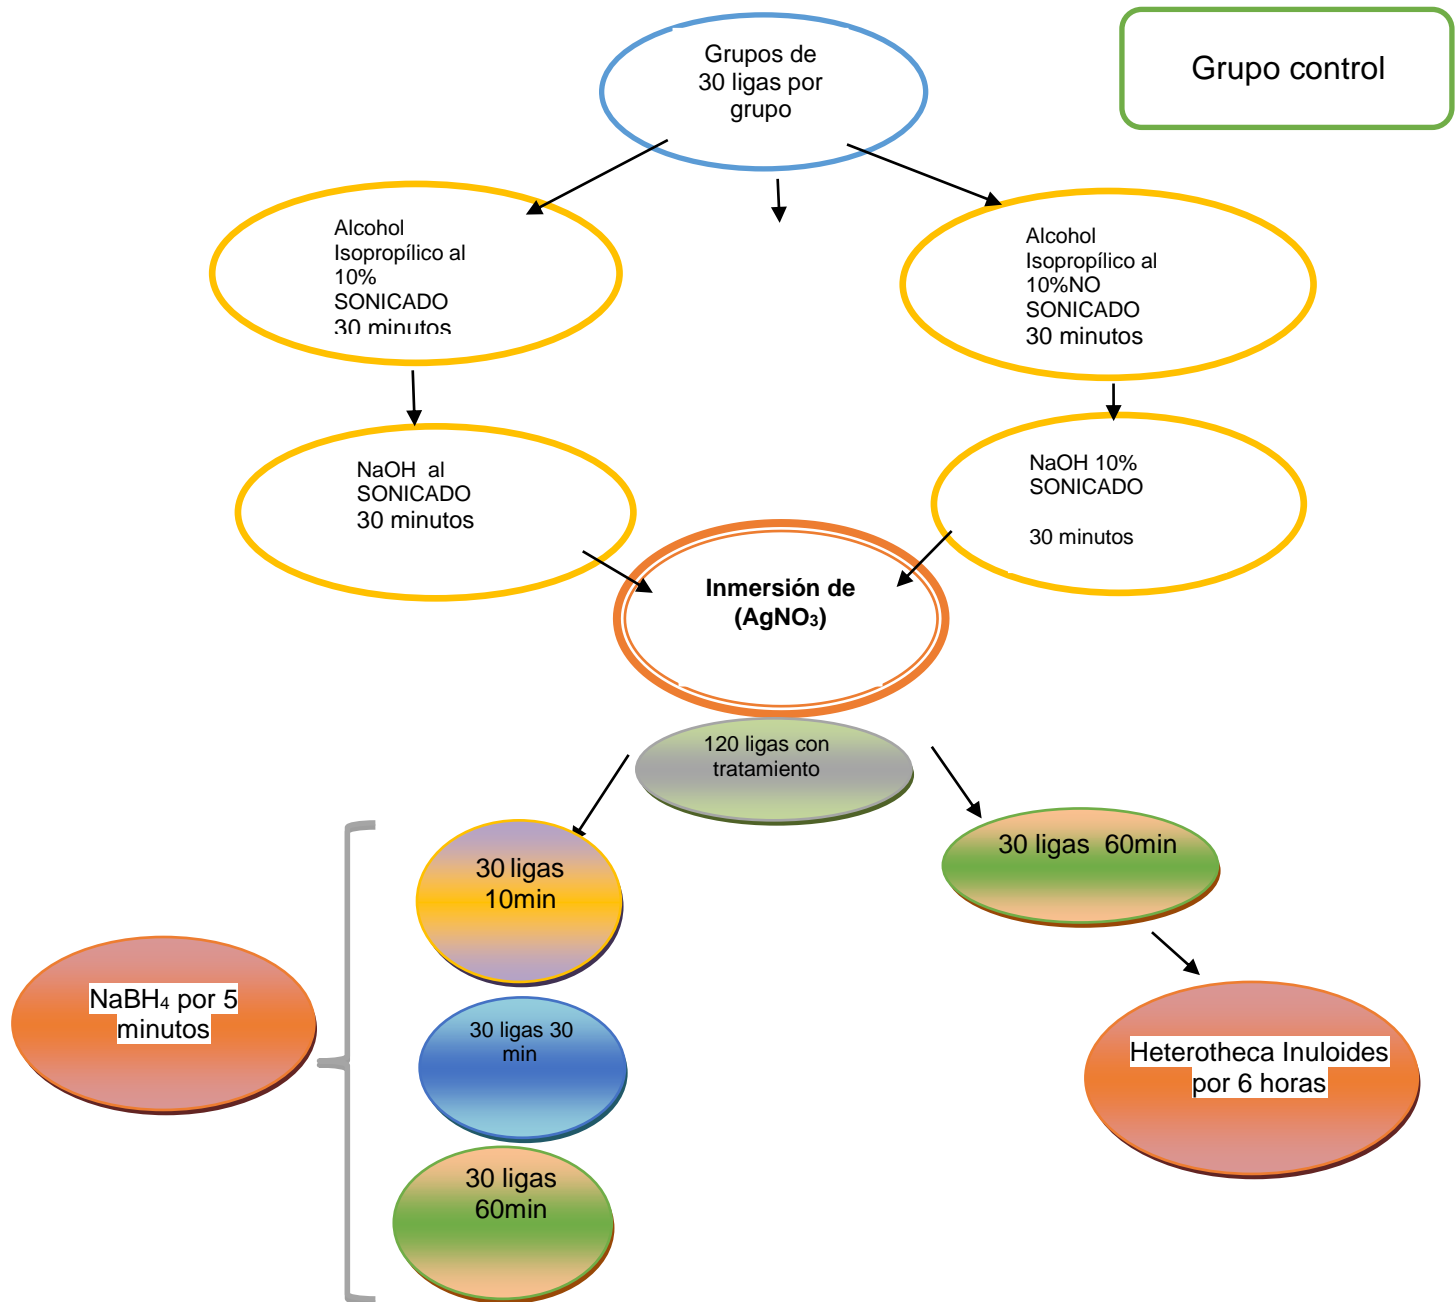 Grupos de
30 ligas por
grupo
Grupo control
Alcohol
Isopropílico al
10%
SONICADO
30 minutos
Alcohol
Isopropílico al
10%NO
SONICADO
30 minutos
NaOH  al
SONICADO
30 minutos
NaOH 10%
SONICADO
30 minutos
Inmersión de
(AgNO₃)
120 ligas con
tratamiento
30 ligas
10min
30 ligas  60min
NaBH₄ por 5
minutos
30 ligas 30
min
Heterotheca Inuloides
por 6 horas
30 ligas
60min